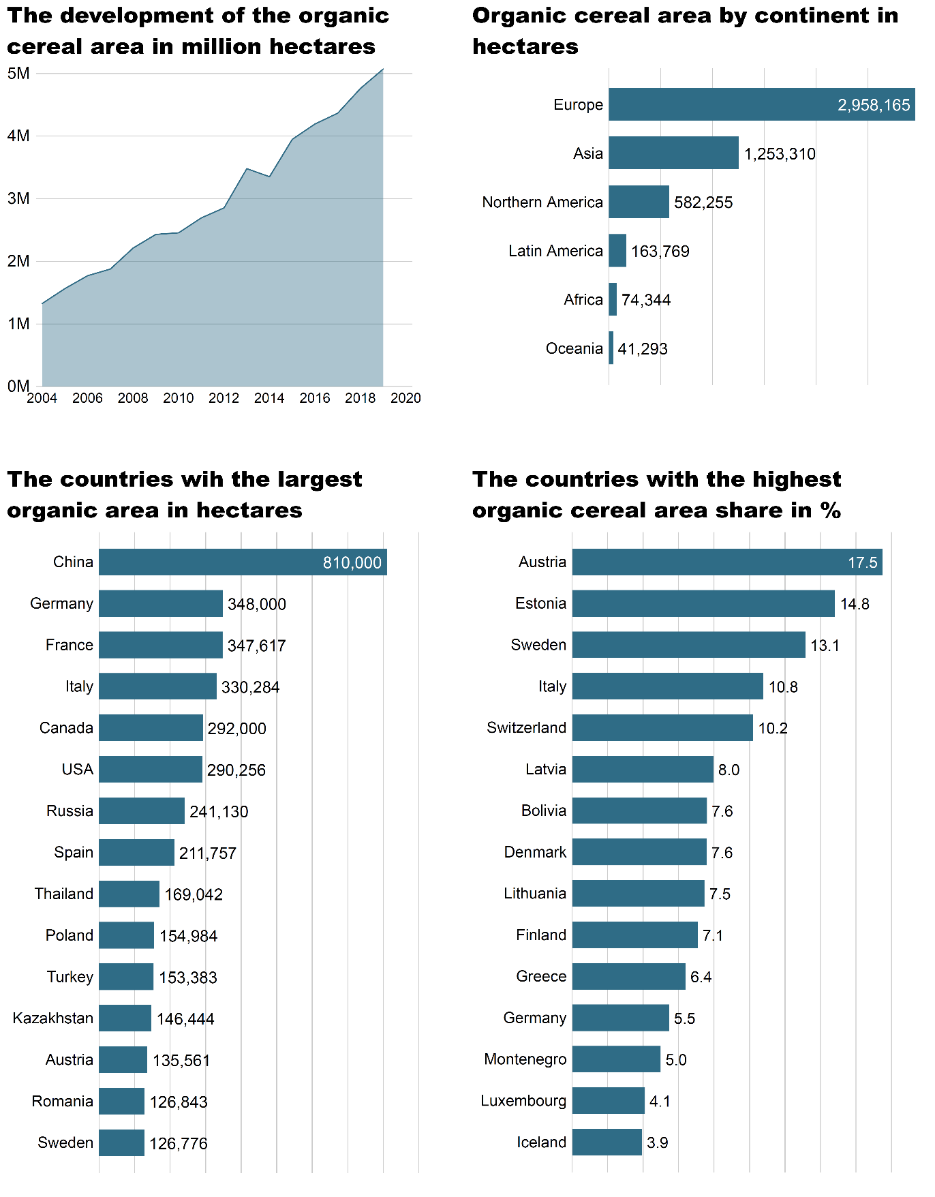 The development of the organic
cereal area in million hectares
5M
4M
3M
2M
1M
0M
2004 2006 2008 2010 2012 2014 2016 2018 2020
Organic cereal area by continent in
hectares
Europe 2,958,165
Asia 1,253,310
Northern America 582,255
Latin America 163,769
Africa 74,344
Oceania 41,293
The countries wih the largest
organic area in hectares
China 810,000
Germany 348,000
France 347,617
Italy 330,284
Canada 292,000
USA 290,256
Russia 241,130
Spain 211,757
Thailand 169,042
Poland 154,984
Turkey 153,383
Kazakhstan 146,444
Austria 135,561
Romania 126,843
Sweden 126,776
The countries with the highest
organic cereal area share in %
Austria 17.5
Estonia 14.8
Sweden 13.1
Italy 10.8
Switzerland 10.2
Latvia 8.0
Bolivia 7.6
Denmark 7.6
Lithuania 7.5
Finland 7.1
Greece 6.4
Germany 5.5
Montenegro 5.0
Luxembourg 4.1
Iceland 3.9